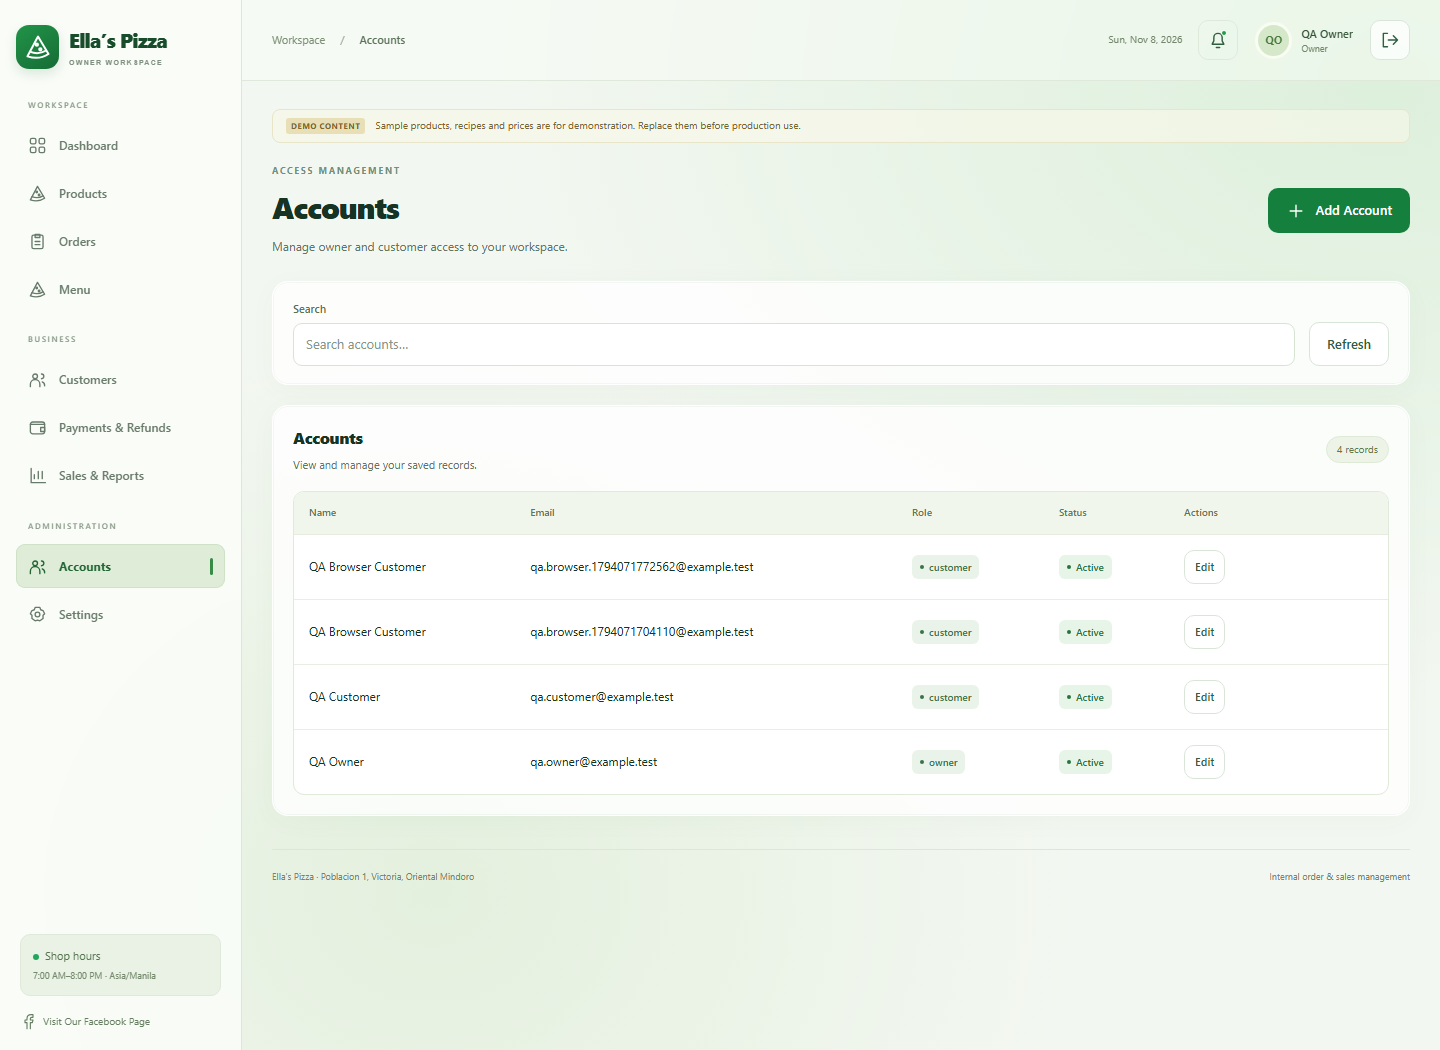 Ella's Pizza
OWNER WORKSPACE
WORKSPACE
Dashboard
Products
Orders
Menu
BUSINESS
Customers
Payments & Refunds
Sales & Reports
ADMINISTRATION
Accounts
Settings
Shop hours
7:00 AM–8:00 PM · Asia/Manila
Visit Our Facebook Page
Workspace / Accounts
Sun, Nov 8, 2026
QO
QA Owner
Owner
DEMO CONTENT Sample products, recipes and prices are for demonstration. Replace them before production use.
ACCESS MANAGEMENT
Accounts
Manage owner and customer access to your workspace.
Add Account
Search
Search accounts...
Refresh
Accounts
View and manage your saved records.
4 records
Name Email Role Status Actions
QA Browser Customer qa.browser.1794071772562@example.test customer Active Edit
QA Browser Customer qa.browser.1794071704110@example.test customer Active Edit
QA Customer qa.customer@example.test customer Active Edit
QA Owner qa.owner@example.test owner Active Edit
Ella's Pizza · Poblacion 1, Victoria, Oriental Mindoro
Internal order & sales management